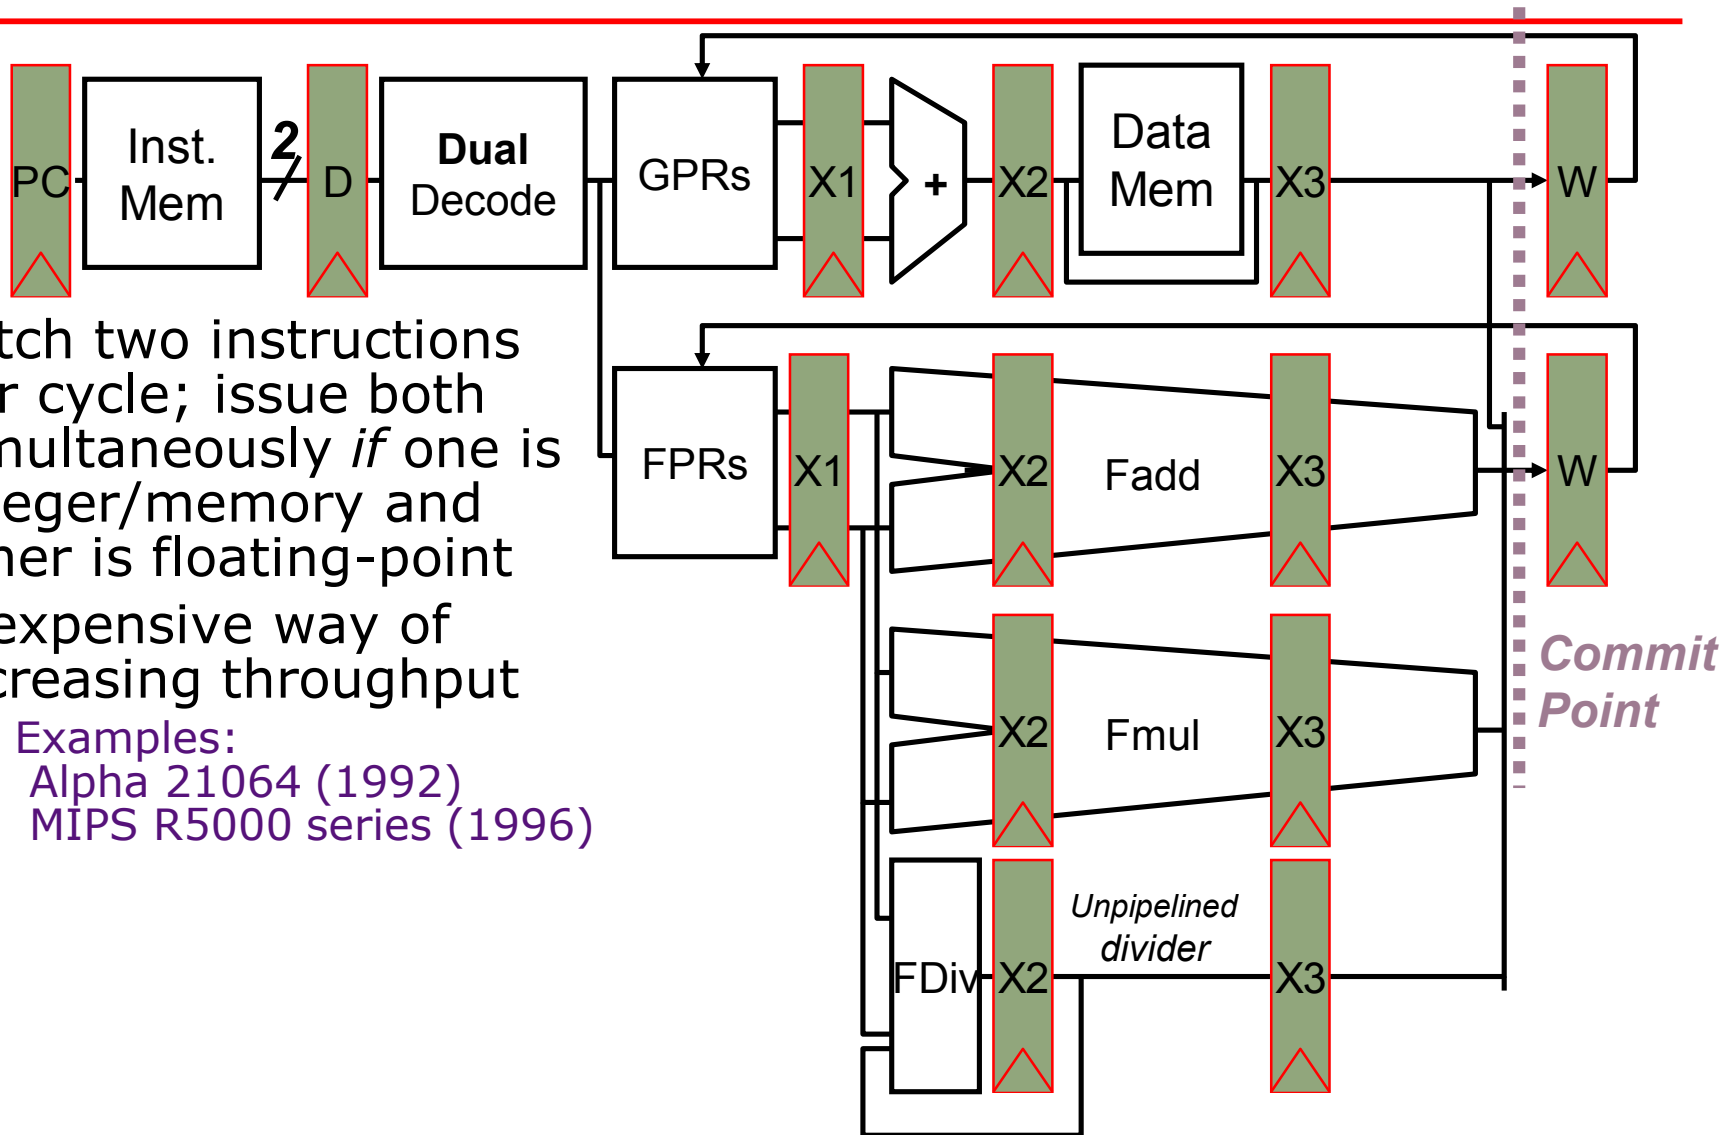 PC
Inst.
Mem
2
D
Dual
Decode
GPRs
X1
+
X2
Data
Mem
X3
W
tch two instructions
r cycle; issue both
multaneously if one is
eger/memory and
her is floating-point
expensive way of
creasing throughput
Examples:
Alpha 21064 (1992)
MIPS R5000 series (1996)
FPRs
X1
X2
Fadd
X3
W
X2
Fmul
X3
Commit
Point
FDiv
X2
Unpipelined
divider
X3